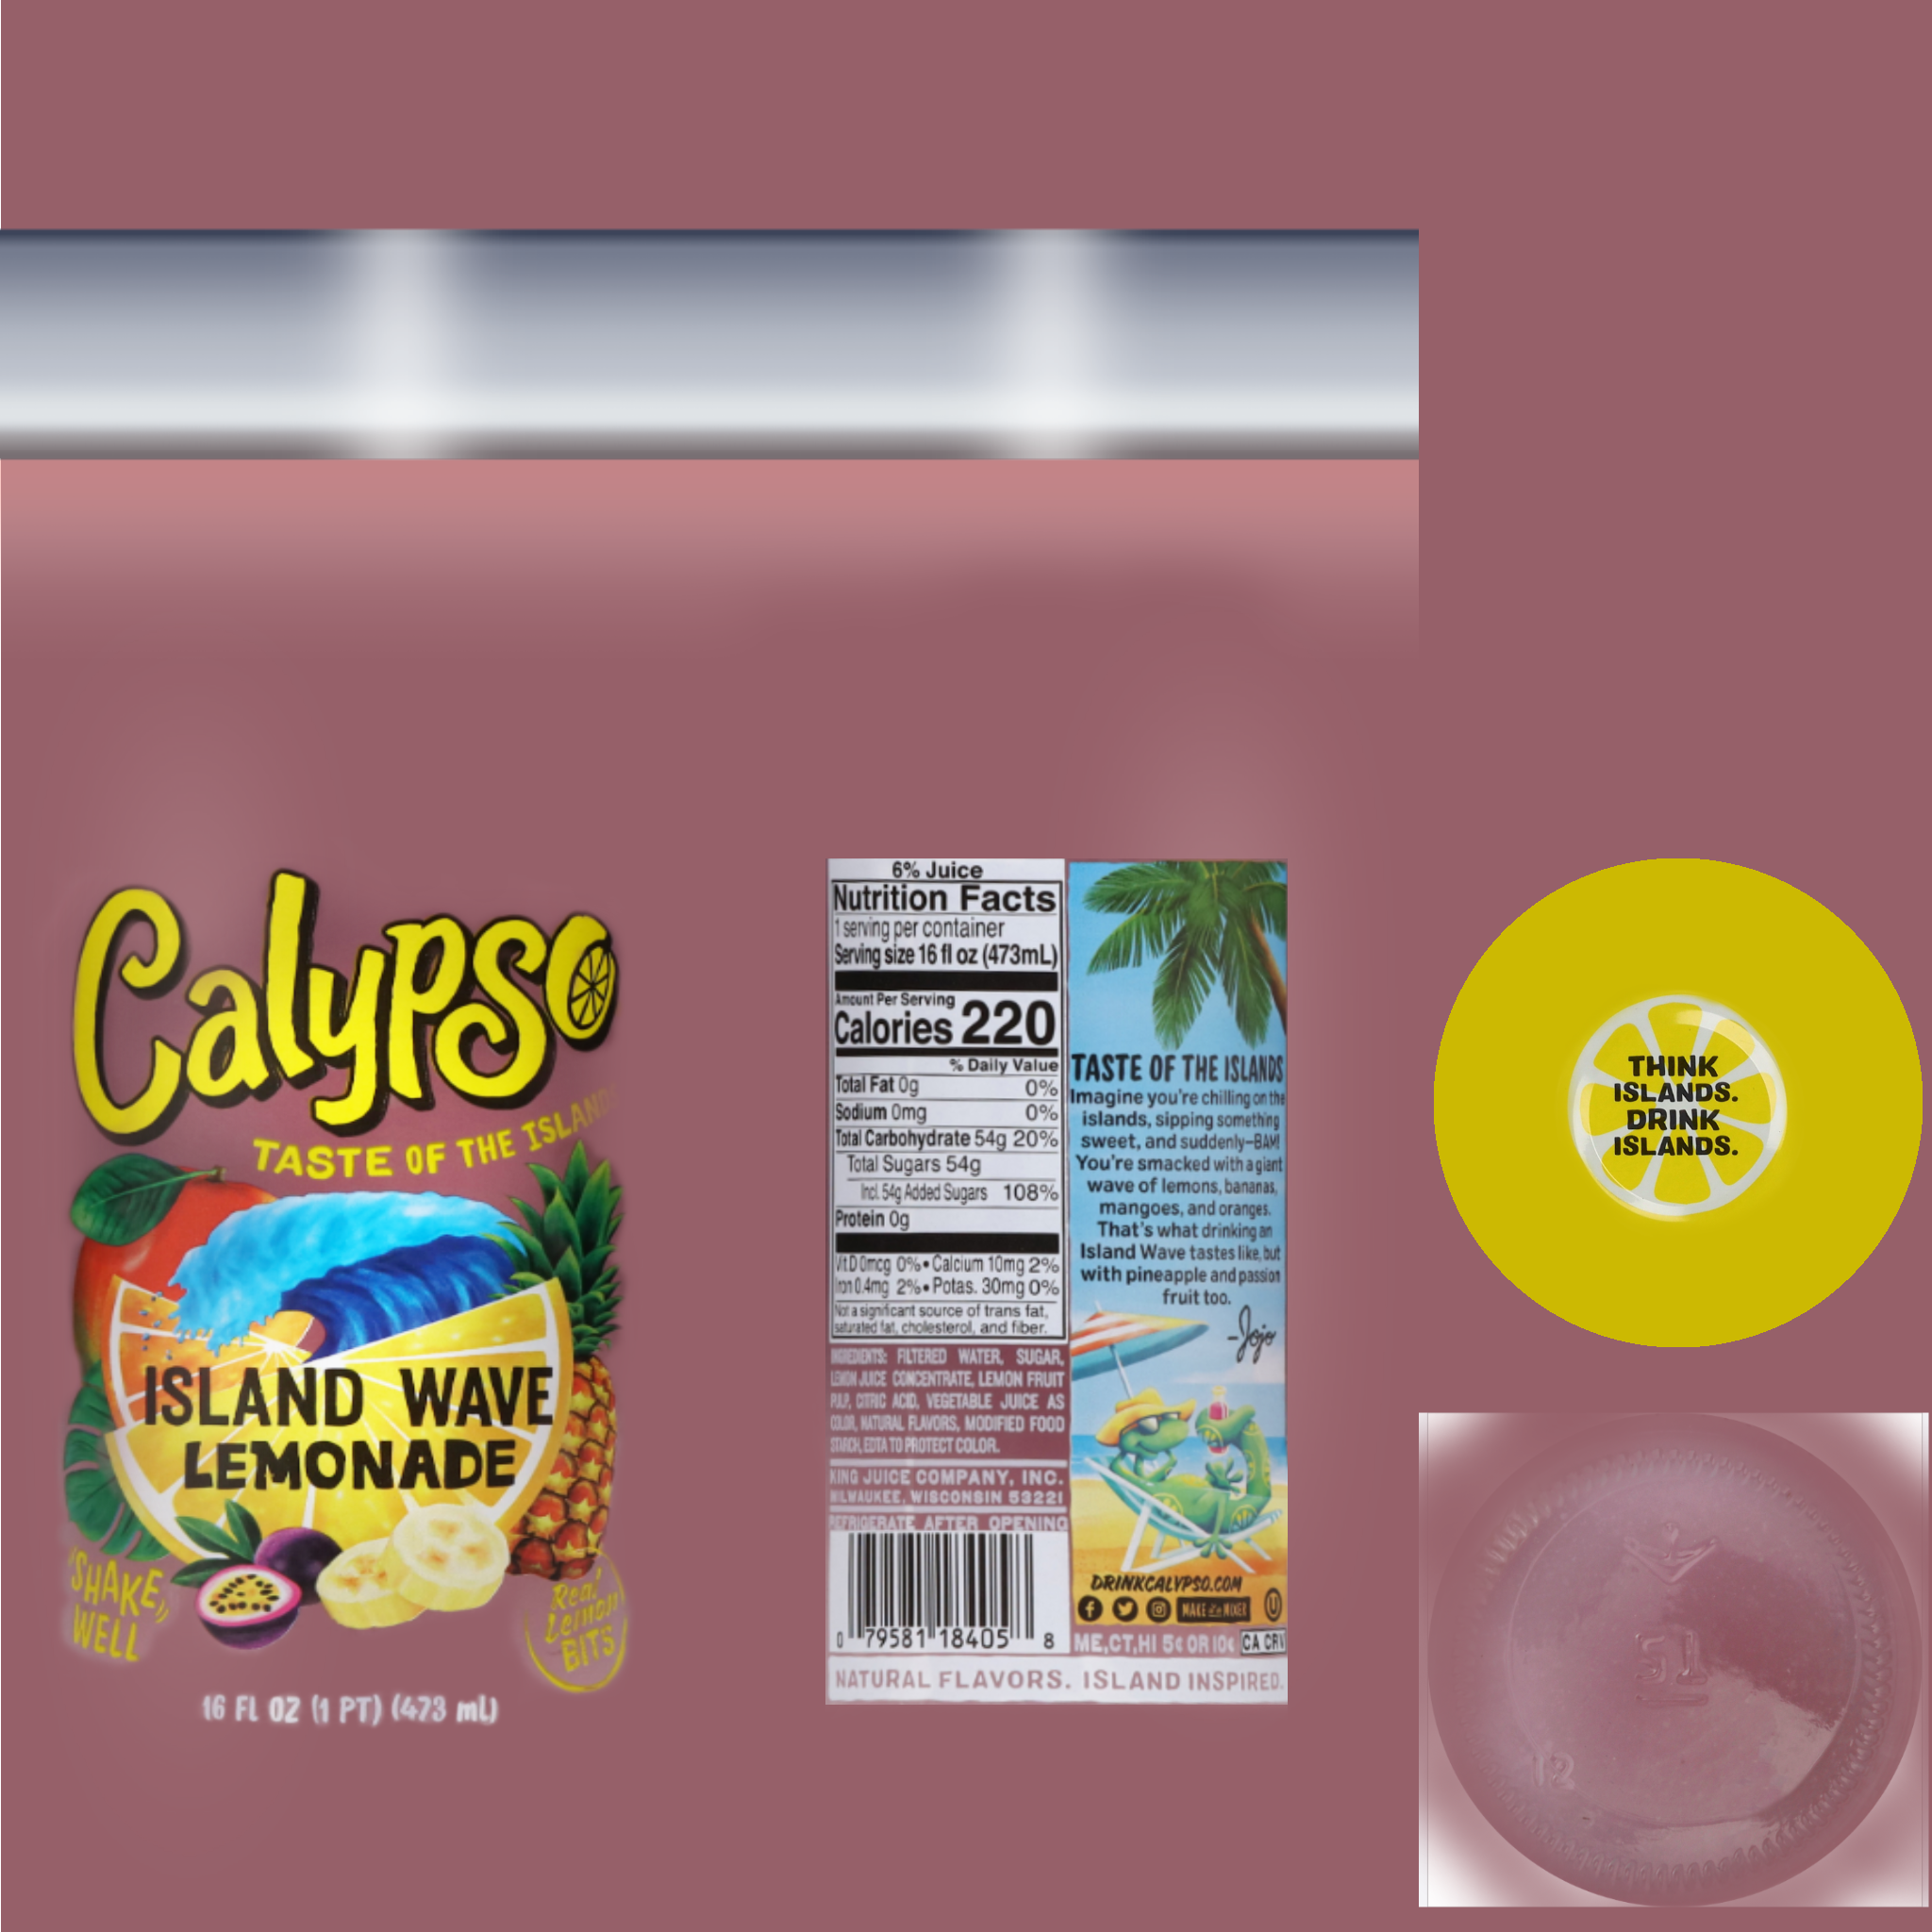 Calypso
TASTE OF THE ISLANDS
ISLAND WAVE
LEMONADE
SHAKE
WELL
Real
Lemon
BITS
16 FL OZ (1 PT) (473 mL)
6% Juice
Nutrition Facts
1 serving per container
Serving size 16 fl oz (473mL)
Amount Per Serving
Calories 220
% Daily Value
Total Fat 0g 0%
Sodium 0mg 0%
Total Carbohydrate 54g 20%
Total Sugars 54g
Incl. 54g Added Sugars 108%
Protein 0g
Vit D 0mcg 0% • Calcium 10mg 2%
Iron 0.4mg 2% • Potas. 30mg 0%
Not a significant source of trans fat,
saturated fat, cholesterol, and fiber.
INGREDIENTS: FILTERED WATER, SUGAR,
LEMON JUICE CONCENTRATE, LEMON FRUIT
PULP, CITRIC ACID, VEGETABLE JUICE AS
COLOR, NATURAL FLAVORS, MODIFIED FOOD
STARCH, EDTA TO PROTECT COLOR.
KING JUICE COMPANY, INC.
MILWAUKEE, WISCONSIN 53221
REFRIGERATE AFTER OPENING
0 79581 18405 8
TASTE OF THE ISLANDS
Imagine you're chilling on the
islands, sipping something
sweet, and suddenly–BAM!
You're smacked with a giant
wave of lemons, bananas,
mangoes, and oranges.
That's what drinking an
Island Wave tastes like, but
with pineapple and passion
fruit too.
-Jojo
DRINKCALYPSO.COM
MAKE it a MIXER
U
ME,CT,HI 5¢ OR 10¢ CA CRV
NATURAL FLAVORS. ISLAND INSPIRED.
THINK
ISLANDS.
DRINK
ISLANDS.
51
12